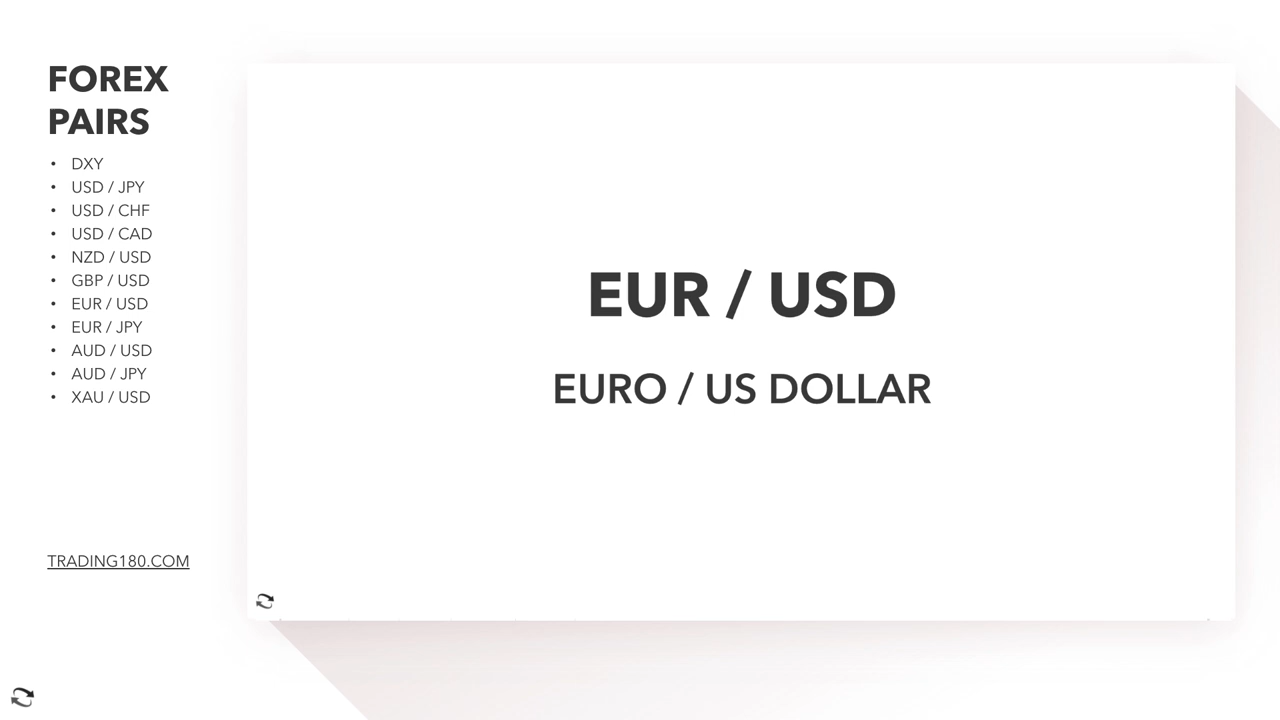 FOREX
PAIRS
• DXY
• USD / JPY
• USD / CHF
• USD / CAD
• NZD / USD
• GBP / USD
• EUR / USD
• EUR / JPY
• AUD / USD
• AUD / JPY
• XAU / USD
TRADING180.COM
EUR / USD
EURO / US DOLLAR